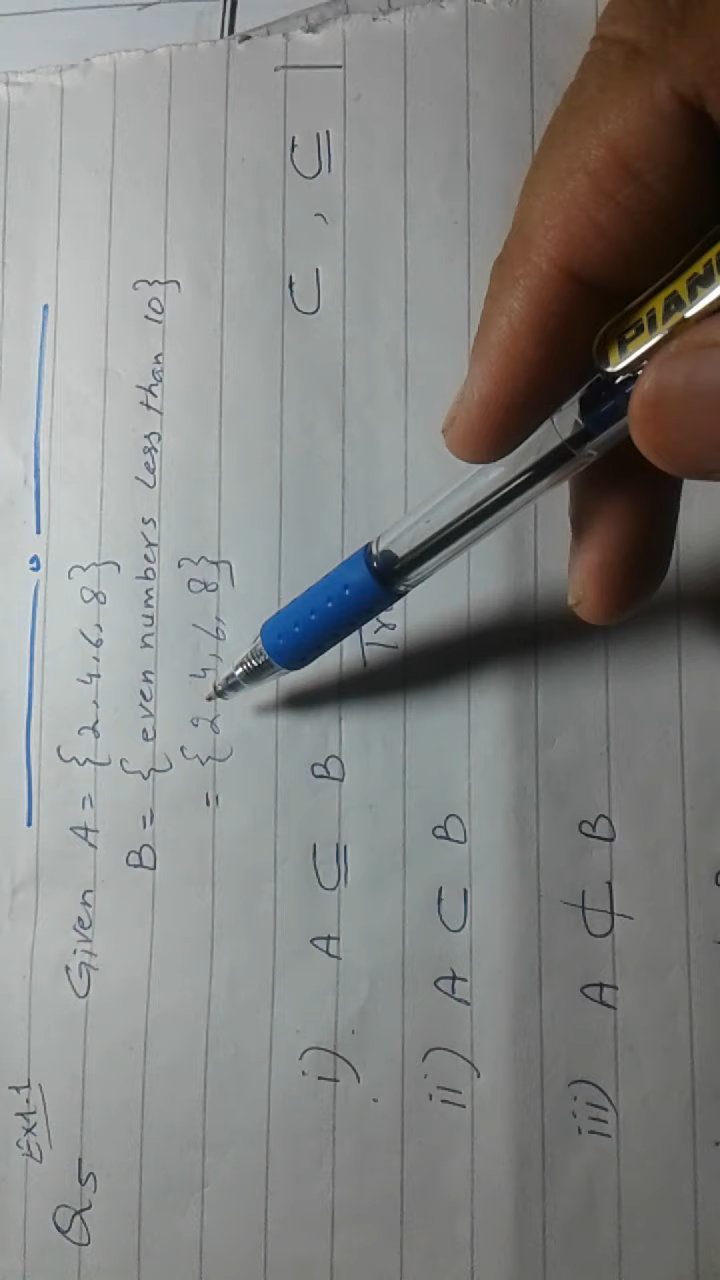 Ex1.1
Q5 Given A = {2,4,6,8}
B = {even numbers less than 10}
= {2,4,6,8}
⊂ , ⊆
i) A ⊆ B
ii) A ⊂ B
iii) A ⊄ B